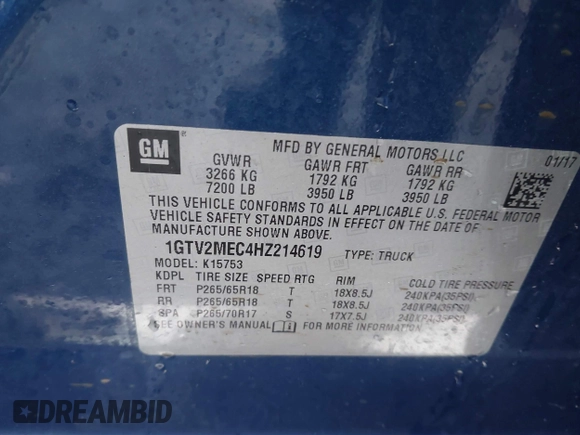 GM
®
MFD BY GENERAL MOTORS LLC 01/17
GVWR GAWR FRT GAWR RR
3266 KG 1792 KG 1792 KG
7200 LB 3950 LB 3950 LB
THIS VEHICLE CONFORMS TO ALL APPLICABLE U.S. FEDERAL MOTOR
VEHICLE SAFETY STANDARDS IN EFFECT ON THE DATE OF
MANUFACTURE SHOWN ABOVE.
1GTV2MEC4HZ214619 TYPE: TRUCK
MODEL: K15753
KDPL TIRE SIZE SPEED RTG RIM COLD TIRE PRESSURE
FRT P265/65R18 T 18X8.5J 240KPA(35PSI)
RR P265/65R18 T 18X8.5J 240KPA(35PSI)
SPA P265/70R17 S 17X7.5J 240KPA(35PSI)
SEE OWNER'S MANUAL FOR MORE INFORMATION
DREAMBID